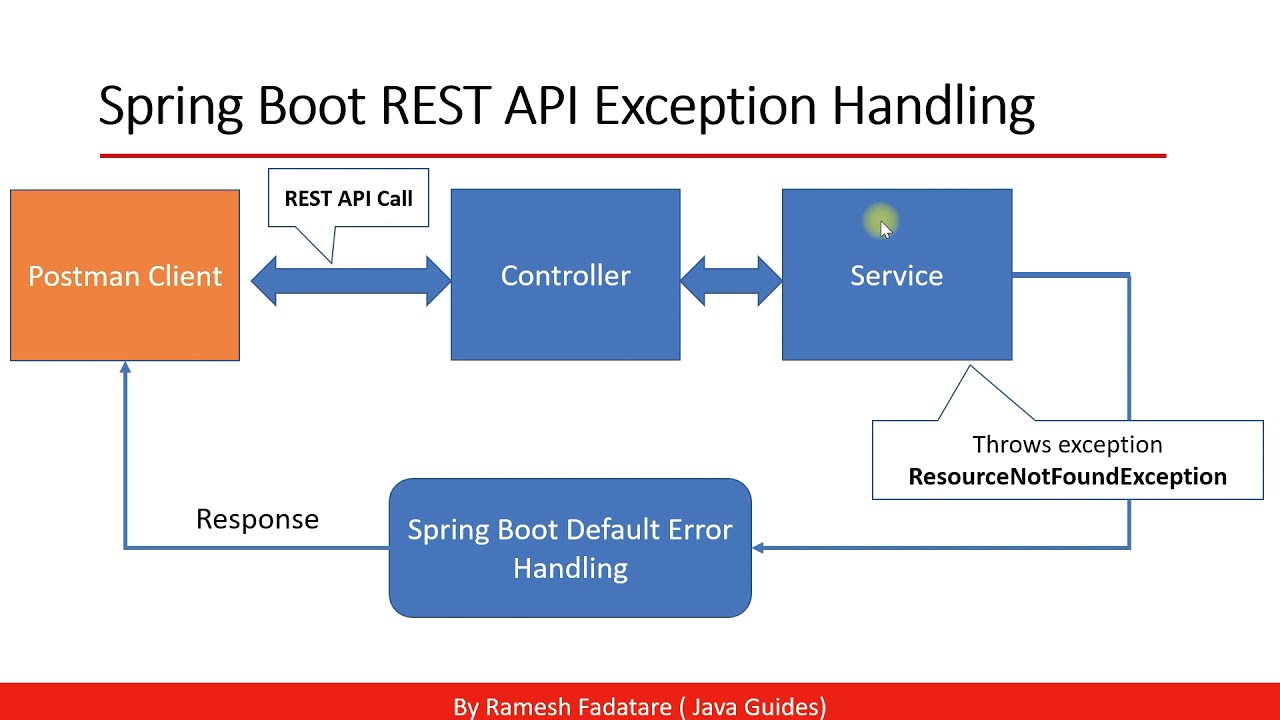 Spring Boot REST API Exception Handling
REST API Call
Postman Client
Controller
Service
Throws exception
ResourceNotFoundException
Response
Spring Boot Default Error
Handling
By Ramesh Fadatare ( Java Guides)